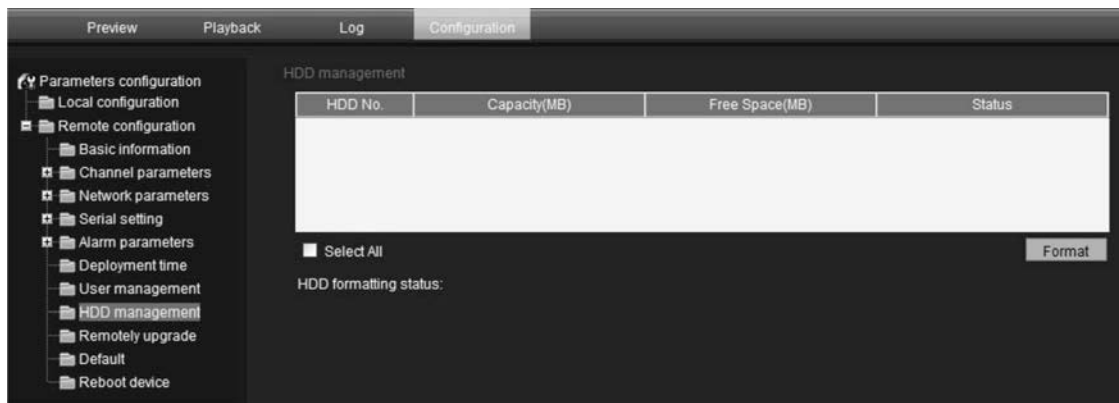 Preview Playback Log Configuration
Parameters configuration
Local configuration
Remote configuration
Basic information
Channel parameters
Network parameters
Serial setting
Alarm parameters
Deployment time
User management
HDD management
Remotely upgrade
Default
Reboot device
HDD management
HDD No. Capacity(MB) Free Space(MB) Status
Select All Format
HDD formatting status: